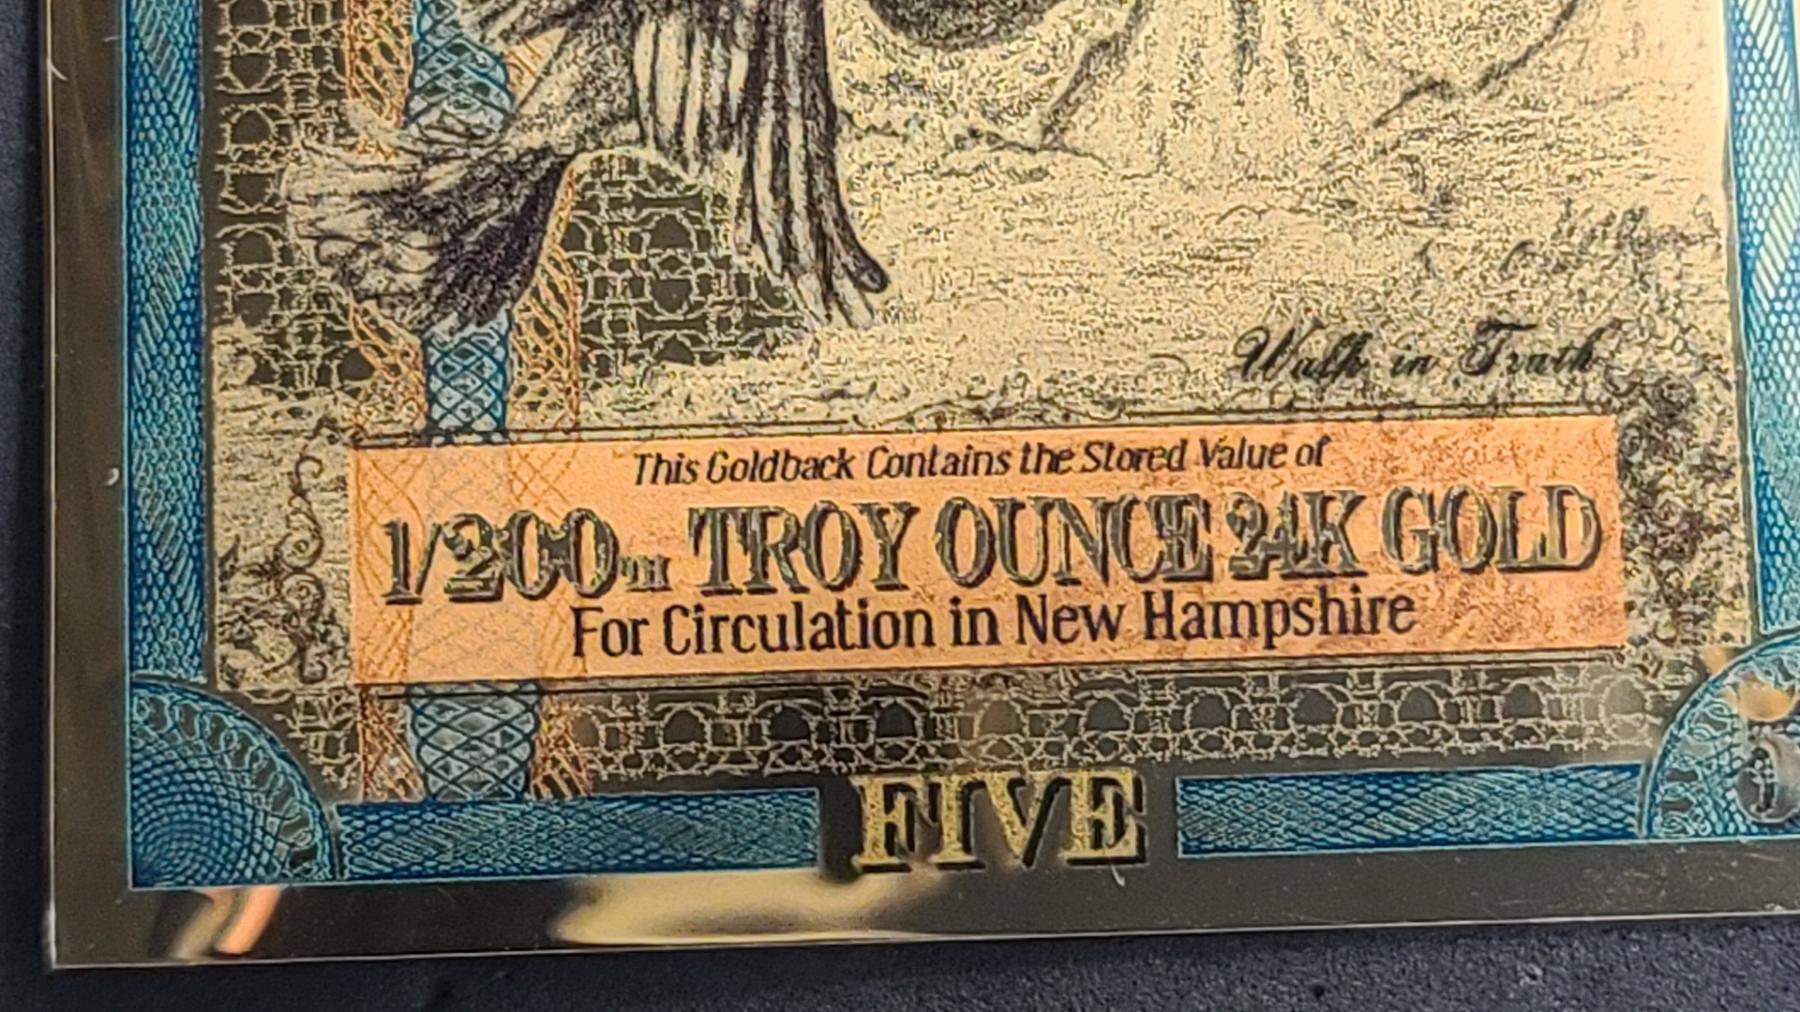 Walk in Truth
This Goldback Contains the Stored Value of
1/200TH TROY OUNCE 24K GOLD
For Circulation in New Hampshire
FIVE
5